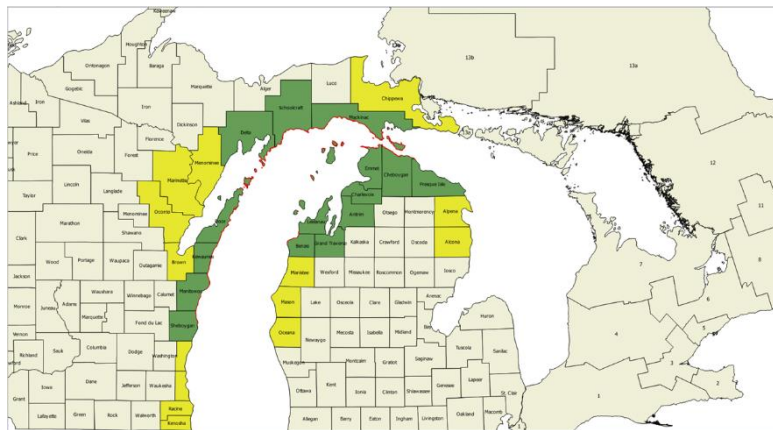 Houghton
Ontonagon
Baraga
Gogebic
Marquette
Alger
Luce
Chippewa
Schoolcraft
Mackinac
Iron
Iron
Dickinson
Delta
Menominee
Vilas
Florence
Forest
Marinette
Price
Oneida
Lincoln
Langlade
Taylor
Oconto
Menominee
Marathon
Shawano
Door
Clark
Wood
Portage
Waupaca
Outagamie
Brown
Kewaunee
Jackson
Manitowoc
Monroe
Juneau
Adams
Waushara
Winnebago
Calumet
Marquette
Fond du Lac
Sheboygan
Vernon
Richland
Sauk
Columbia
Dodge
Washington
Iowa
Dane
Jefferson
Waukesha
Grant
Lafayette
Green
Rock
Walworth
Racine
Kenosha
Emmet
Cheboygan
Presque Isle
Charlevoix
Antrim
Otsego
Montmorency
Alpena
Leelanau
Benzie
Grand Traverse
Kalkaska
Crawford
Oscoda
Alcona
Manistee
Wexford
Missaukee
Roscommon
Ogemaw
Iosco
Mason
Lake
Osceola
Clare
Gladwin
Arenac
Oceana
Newaygo
Mecosta
Isabella
Midland
Huron
Muskegon
Montcalm
Gratiot
Saginaw
Tuscola
Sanilac
Ottawa
Kent
Ionia
Clinton
Shiawassee
Genesee
Lapeer
St. Clair
Allegan
Barry
Eaton
Ingham
Livingston
Oakland
Macomb
13b
13a
12
11
8
7
6
5
4
3
2
1
1